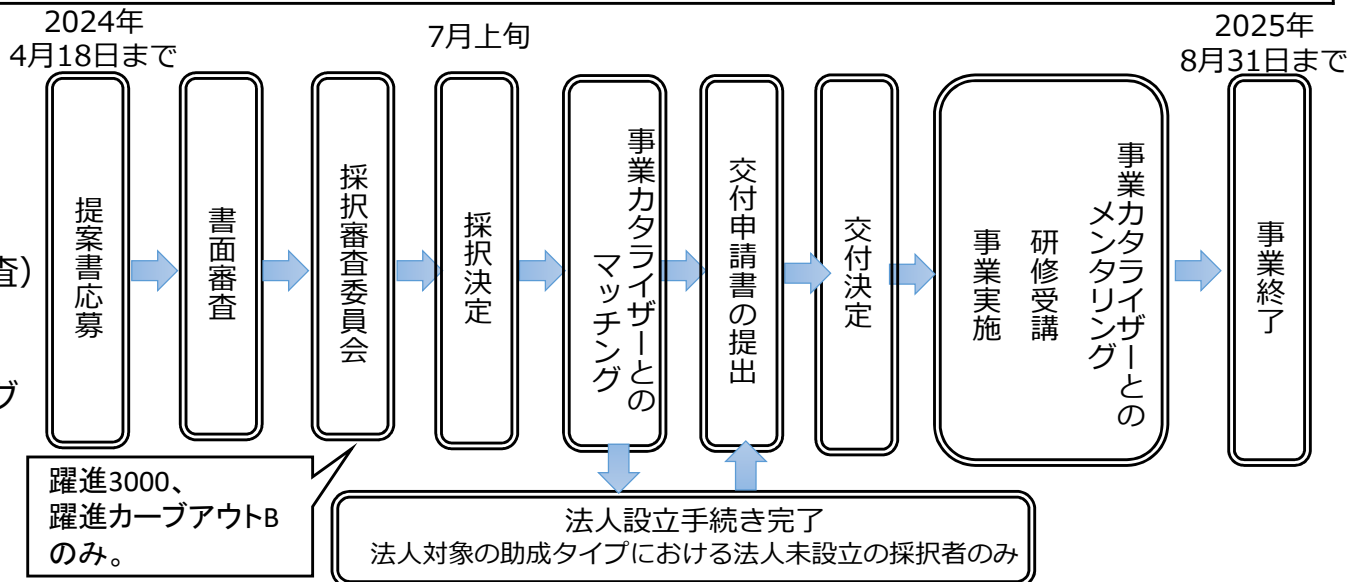 2024年
4月18日まで
7月上旬
2025年
8月31日まで
提案書応募
書面審査
採択審査委員会
採択決定
事業カタライザーとの
マッチング
交付申請書の提出
交付決定
事業カタライザーとの
メンタリング
研修受講
事業実施
事業終了
査）
ブ
躍進3000、
躍進カーブアウトB
のみ。
法人設立手続き完了
法人対象の助成タイプにおける法人未設立の採択者のみ